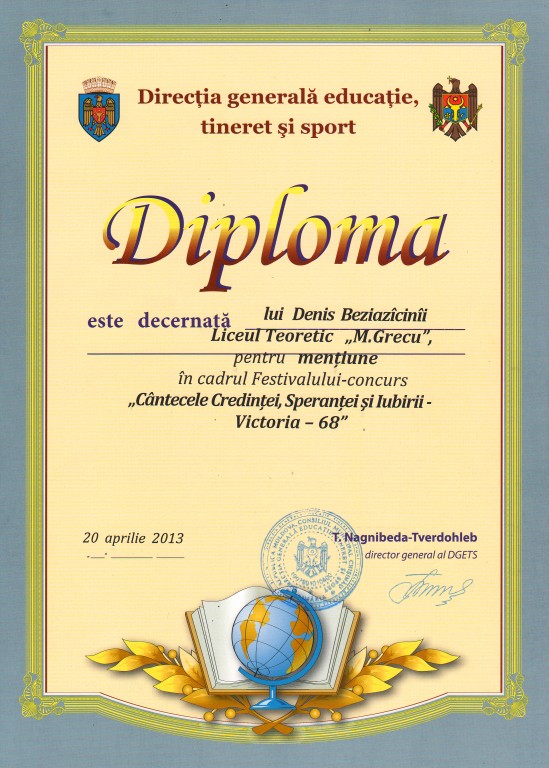 Direcţia generală educaţie,
tineret şi sport
Diploma
este decernată lui Denis Beziazîcinîi
Liceul Teoretic „M.Grecu”,
pentru menţiune
în cadrul Festivalului-concurs
„Cântecele Credinţei, Speranţei şi Iubirii -
Victoria – 68”
20 aprilie 2013
T. Nagnibeda-Tverdohleb
director general al DGETS